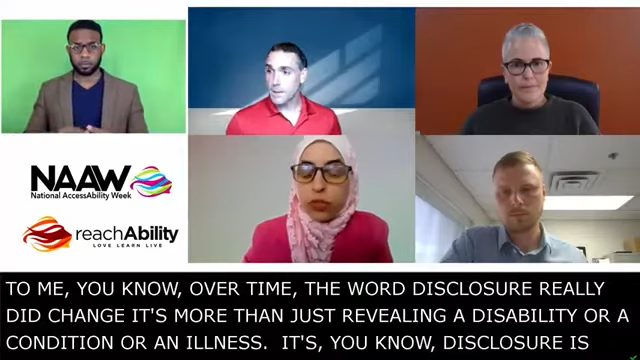 NAAW
National AccessAbility Week
reachAbility
LOVE LEARN LIVE
TO ME, YOU KNOW, OVER TIME, THE WORD DISCLOSURE REALLY
DID CHANGE IT'S MORE THAN JUST REVEALING A DISABILITY OR A
CONDITION OR AN ILLNESS.  IT'S, YOU KNOW, DISCLOSURE IS